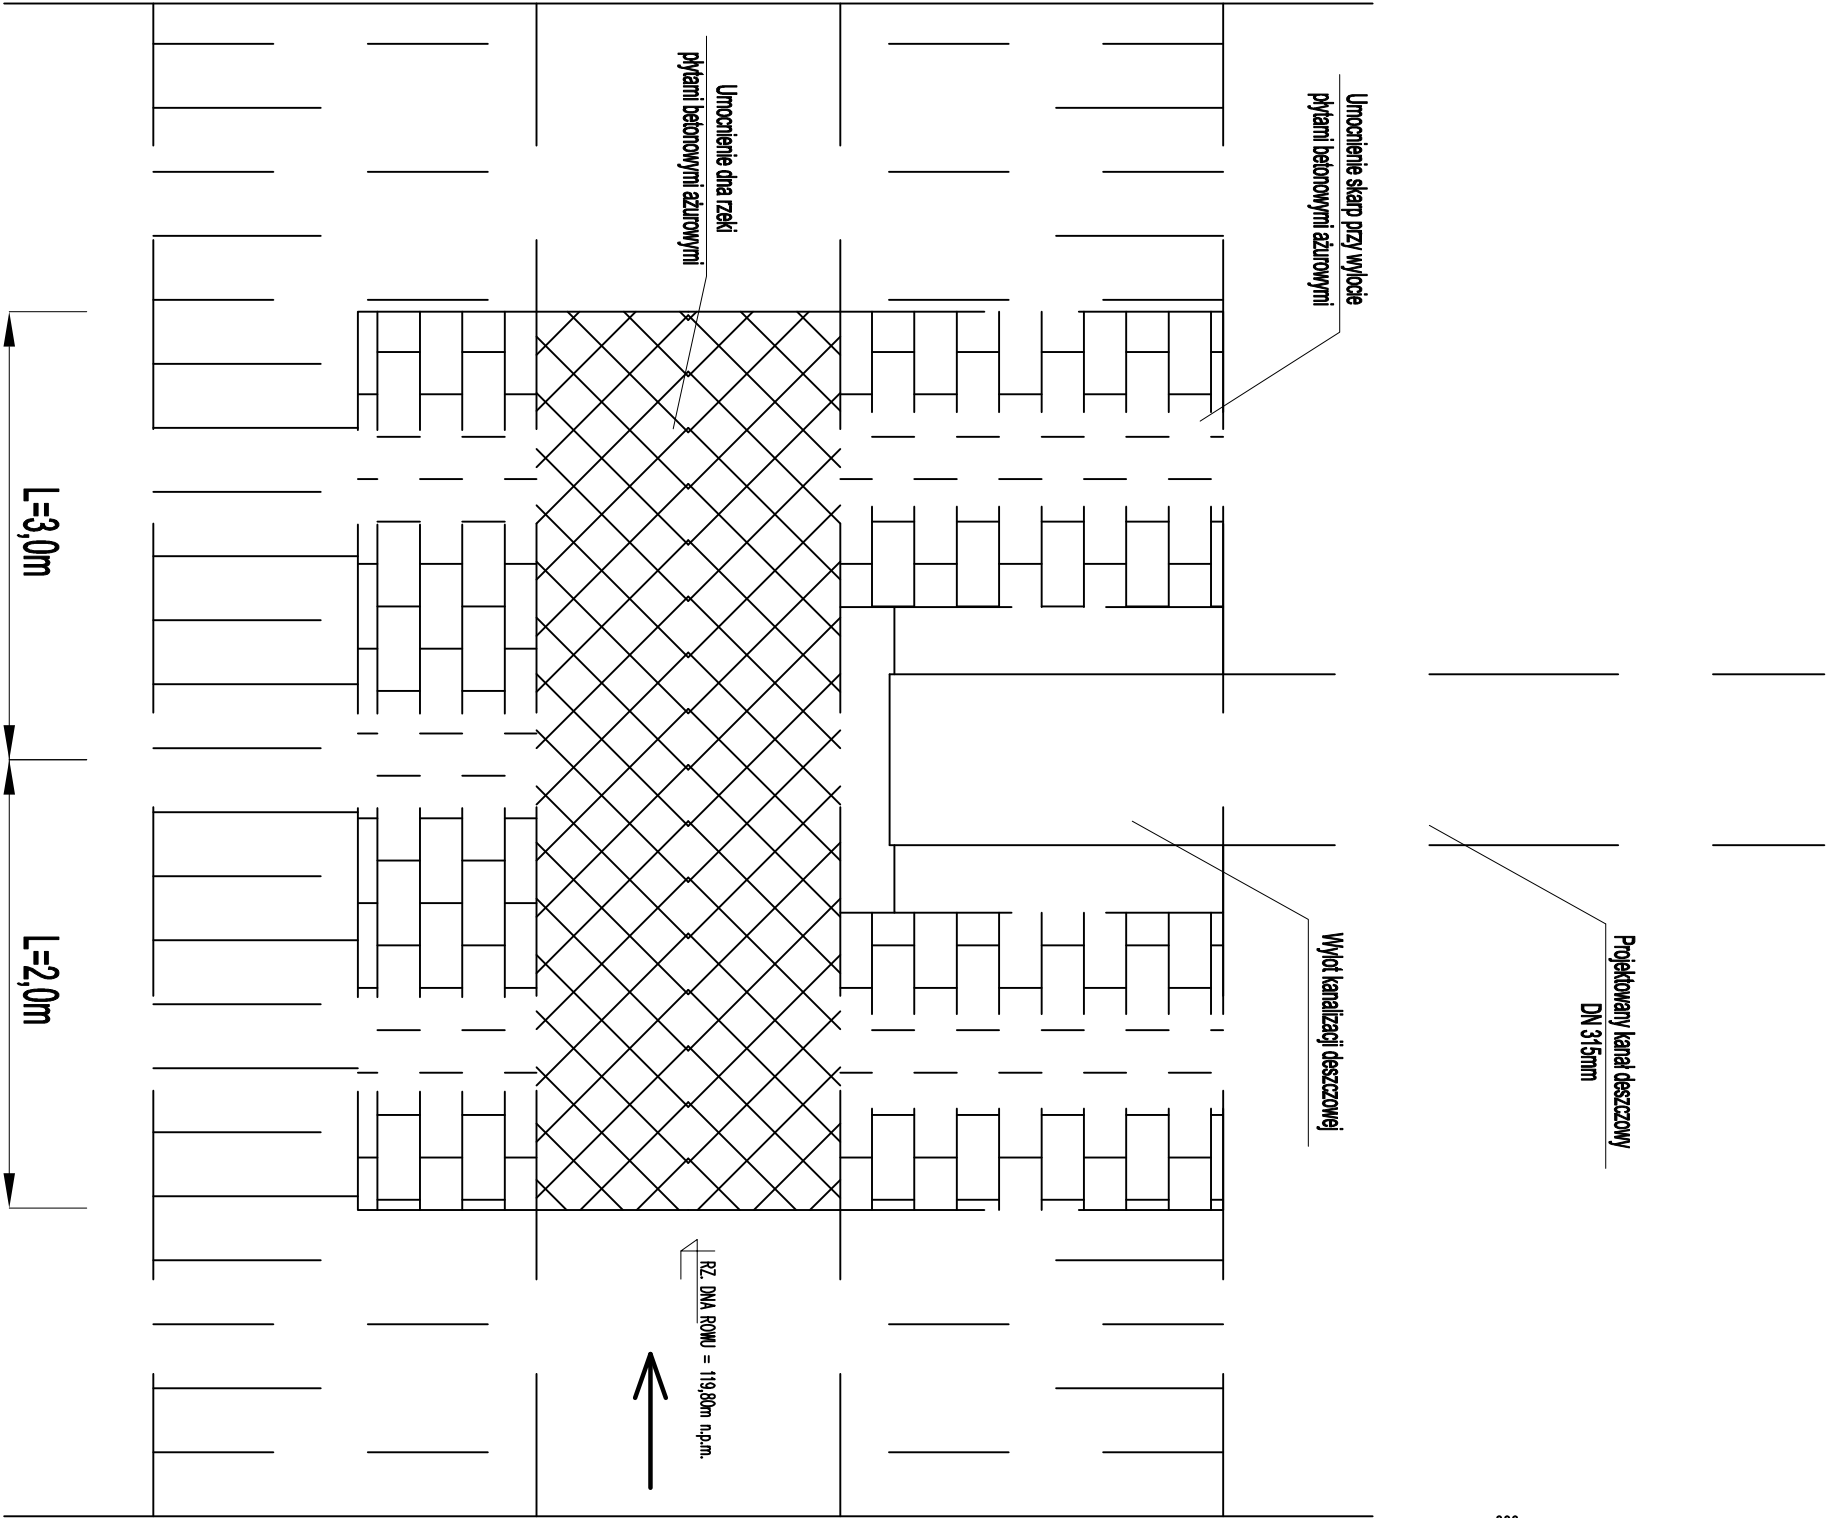 Umocnienie skarp przy wylocie
płytami betonowymi ażurowymi
Umocnienie dna rzeki
płytami betonowymi ażurowymi
Projektowany kanał deszczowy
DN 315mm
Wylot kanalizacji deszczowej
RZ. DNA ROWU = 119,80m n.p.m.
L=3,0m
L=2,0m